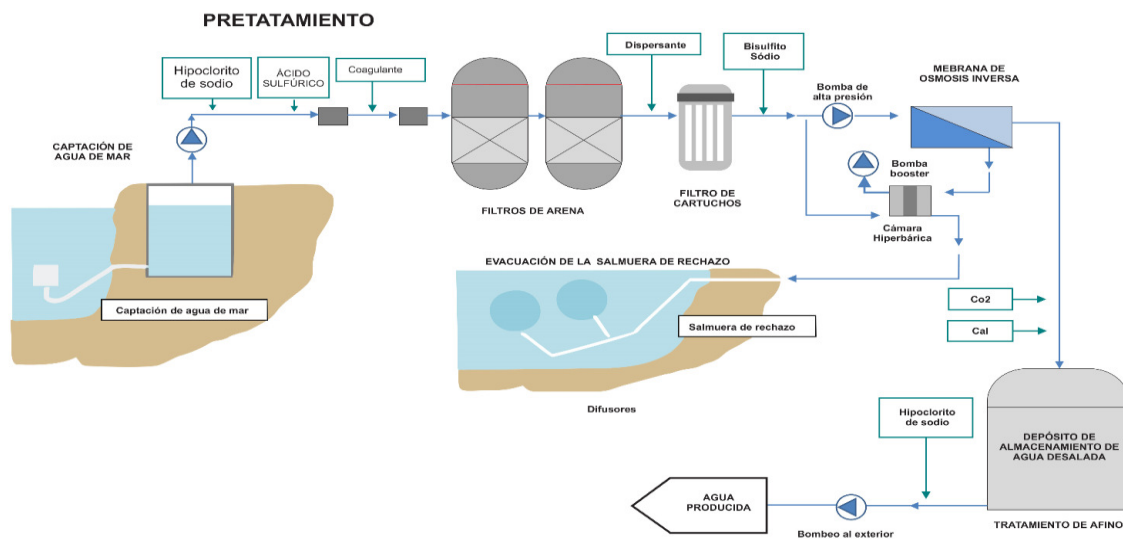 PRETATAMIENTO
Hipoclorito
de sodio
ÁCIDO
SULFÚRICO
Coagulante
Dispersante
Bisulfito
Sódio
MEBRANA DE
OSMOSIS INVERSA
Bomba de
alta presión
CAPTACIÓN DE
AGUA DE MAR
Bomba
booster
FILTROS DE ARENA
FILTRO DE
CARTUCHOS
Càmara
Hiperbárica
EVACUACIÓN DE LA SALMUERA DE RECHAZO
Captación de agua de mar
Salmuera de rechazo
Co2
Cal
Difusores
Hipoclorito
de sodio
DEPÓSITO DE
ALMACENAMIENTO DE
AGUA DESALADA
AGUA
PRODUCIDA
Bombeo al exterior
TRATAMIENTO DE AFINO